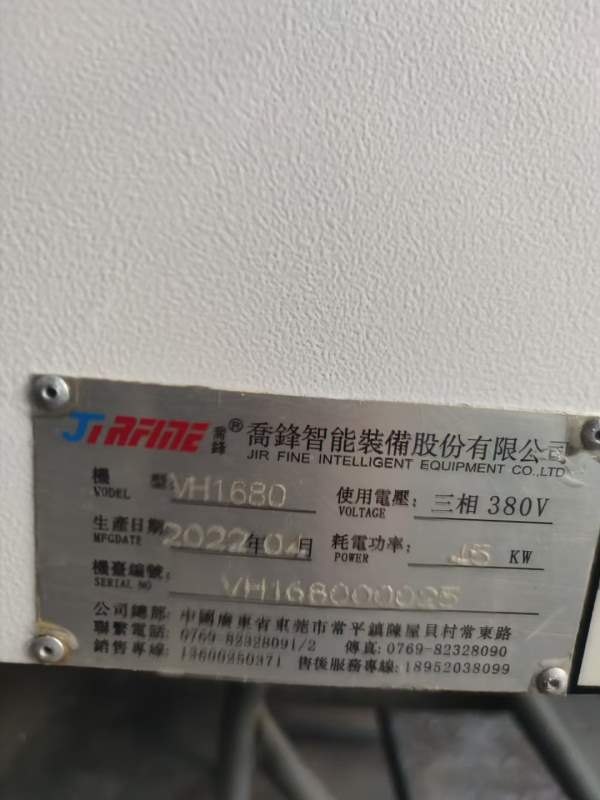 JIRFINE 喬鋒 ® 喬鋒智能裝備股份有限公司
JIR FINE INTELLIGENT EQUIPMENT CO.,LTD
機型 VH1680 使用電壓: 三相 380V
MODEL VOLTAGE
生產日期 2022年04月 耗電功率: 45 KW
MFGDATE POWER
機臺編號: VH168000025
SERIAL NO
公司總部: 中國廣東省東莞市常平鎮陳屋貝村常東路
聯繫電話: 0769-82328091/2 傳真: 0769-82328090
銷售專線: 13600250371 售後服務專線: 18952038099